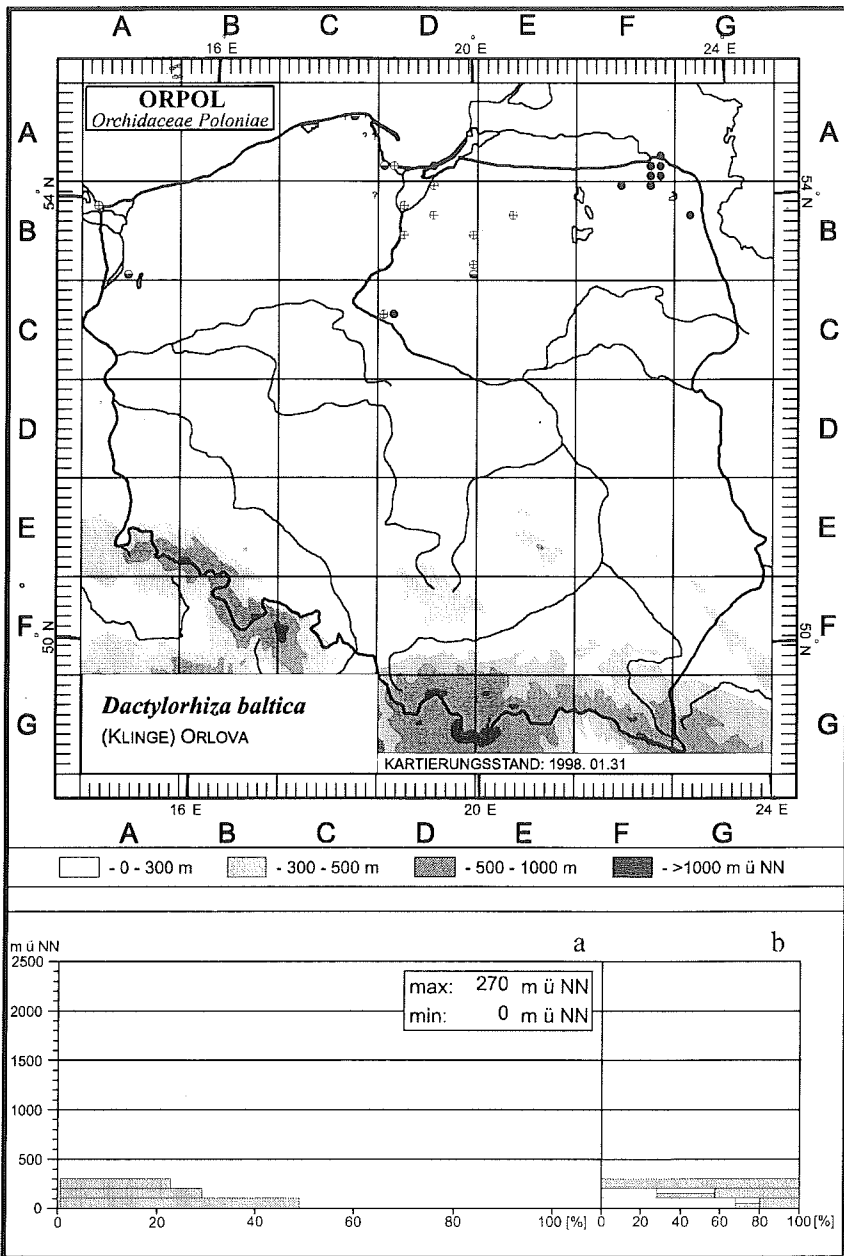 A B C D E F G
16° E 20° E 24° E
ORPOL
Orchidaceae Poloniae
A A
54° N 54° N
B B
C C
D D
E E
F F
50° N 50° N
Dactylorhiza baltica
(KLINGE) ORLOVA
G G
KARTIERUNGSSTAND: 1998. 01.31
16 E 20 E 24 E
A B C D E F G
- 0 - 300 m - 300 - 500 m - 500 - 1000 m - >1000 m ü NN
m ü NN a b
2500
max: 270 m ü NN
min: 0 m ü NN
2000
1500
1000
500
0
0 20 40 60 80 100 [%] 0 20 40 60 80 100 [%]